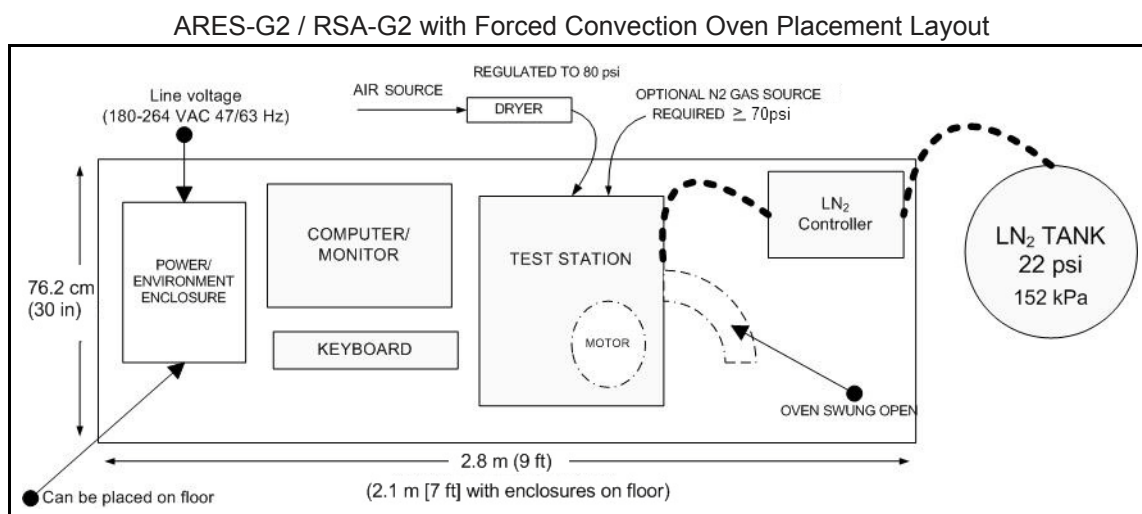 ARES-G2 / RSA-G2 with Forced Convection Oven Placement Layout
Line voltage
(180-264 VAC 47/63 Hz)
AIR SOURCE
REGULATED TO 80 psi
DRYER
OPTIONAL N2 GAS SOURCE
REQUIRED ≥ 70psi
76.2 cm
(30 in)
POWER/
ENVIRONMENT
ENCLOSURE
COMPUTER/
MONITOR
KEYBOARD
TEST STATION
MOTOR
LN₂
Controller
LN₂ TANK
22 psi
152 kPa
OVEN SWUNG OPEN
2.8 m (9 ft)
(2.1 m [7 ft] with enclosures on floor)
Can be placed on floor